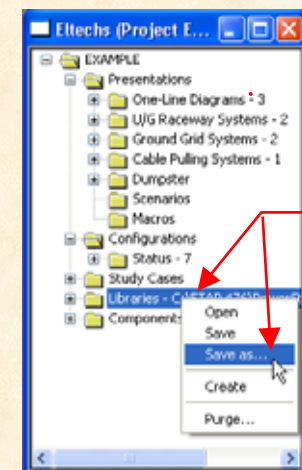 Eltechs (Project E...
EXAMPLE
Presentations
One-Line Diagrams - 3
U/G Raceway Systems - 2
Ground Grid Systems - 2
Cable Pulling Systems - 1
Dumpster
Scenarios
Macros
Configurations
Status - 7
Study Cases
Libraries - C:\ETAP
Components
Open
Save
Save as...
Create
Purge...